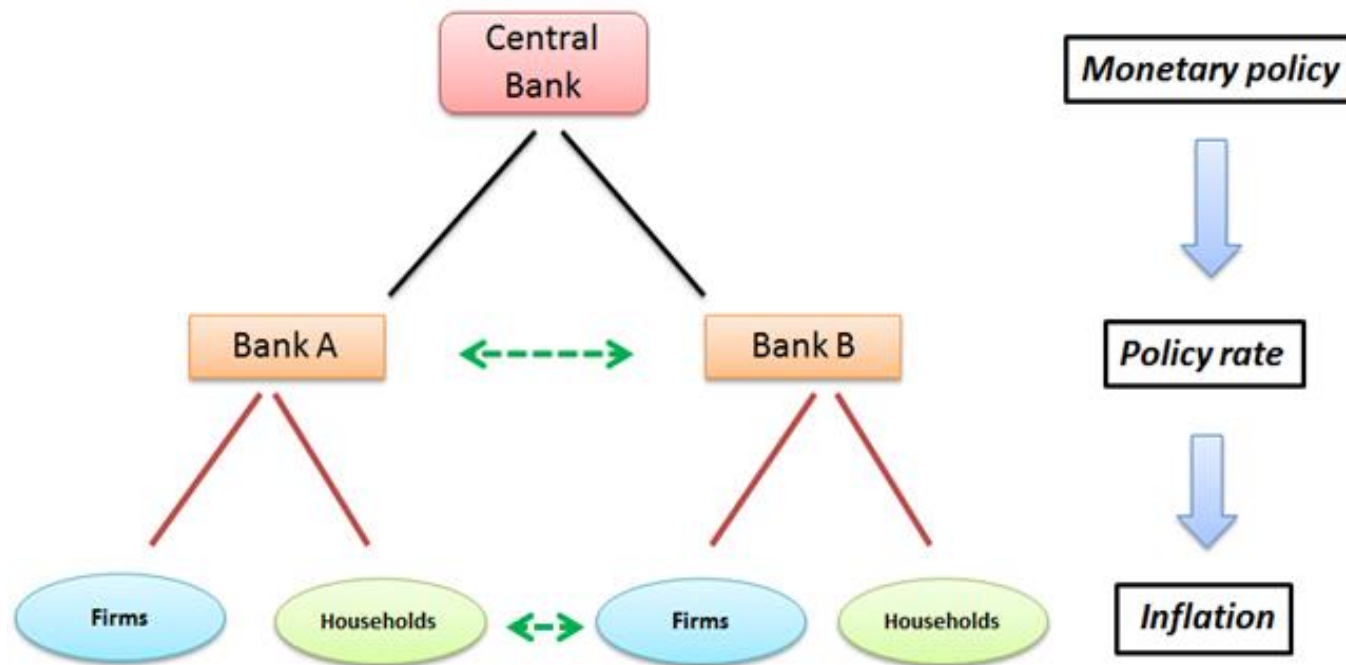 Central
Bank
Monetary policy
Bank A
Bank B
Policy rate
Firms
Households
Firms
Households
Inflation